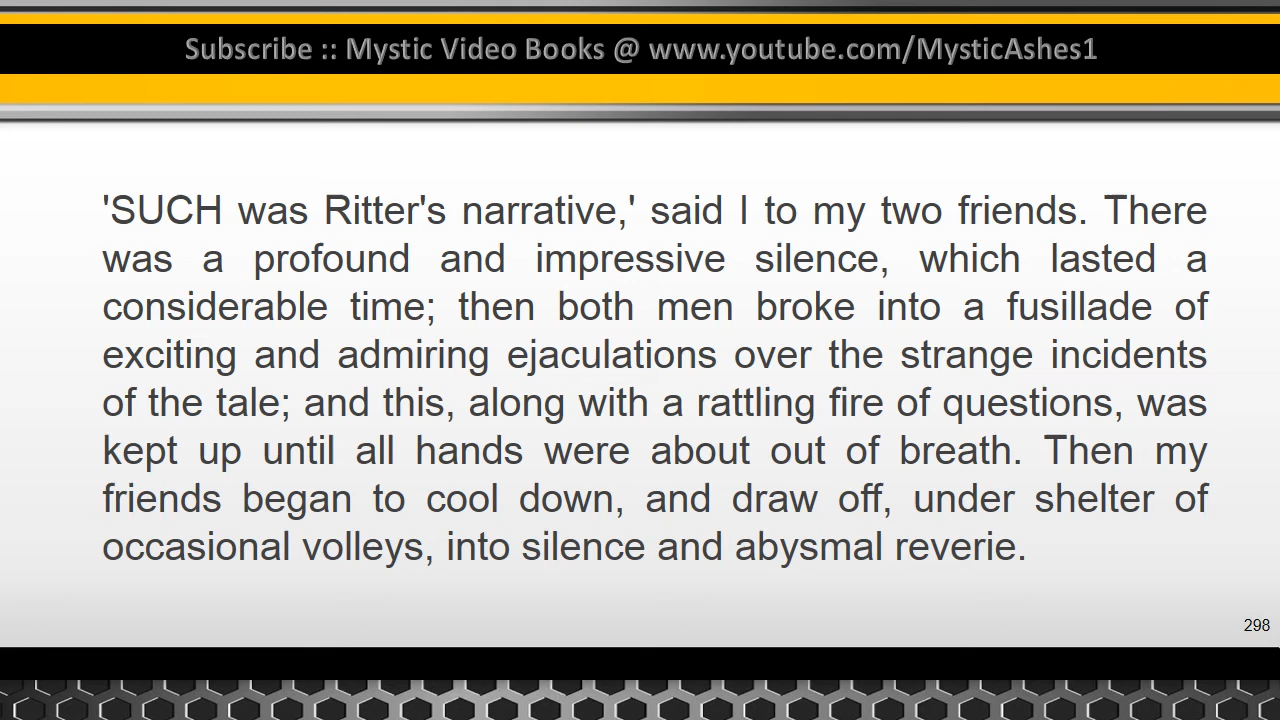 Subscribe :: Mystic Video Books @ www.youtube.com/MysticAshes1
'SUCH was Ritter's narrative,' said I to my two friends. There
was a profound and impressive silence, which lasted a
considerable time; then both men broke into a fusillade of
exciting and admiring ejaculations over the strange incidents
of the tale; and this, along with a rattling fire of questions, was
kept up until all hands were about out of breath. Then my
friends began to cool down, and draw off, under shelter of
occasional volleys, into silence and abysmal reverie.
298